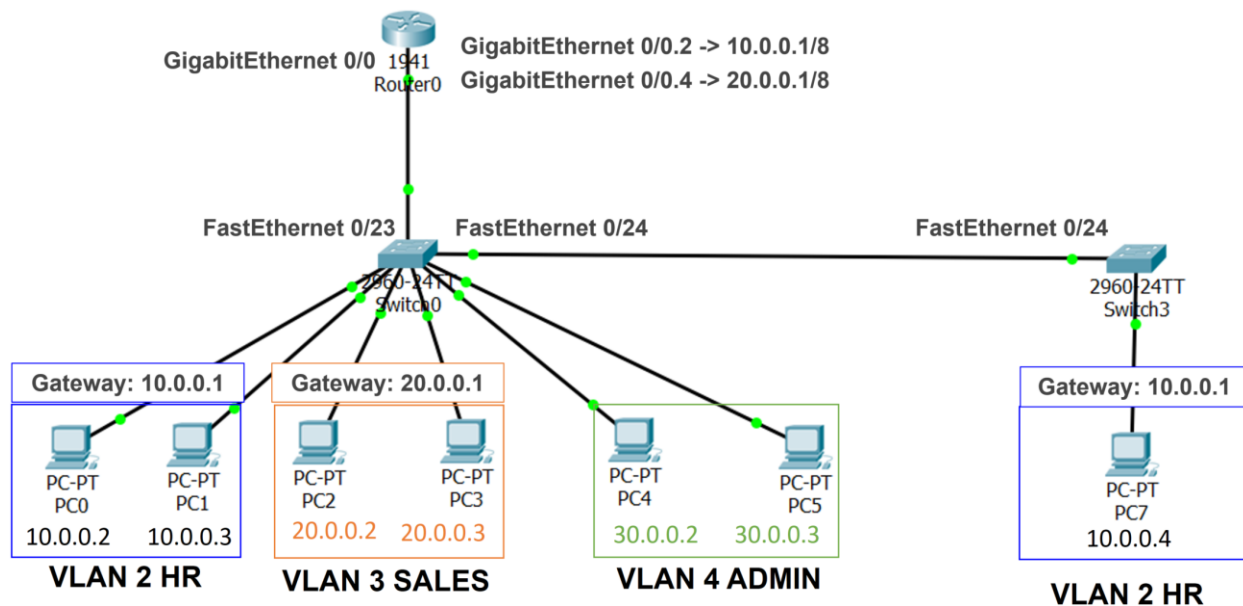 GigabitEthernet 0/0
1941
Router0
GigabitEthernet 0/0.2 -> 10.0.0.1/8
GigabitEthernet 0/0.4 -> 20.0.0.1/8
FastEthernet 0/23
FastEthernet 0/24
FastEthernet 0/24
2960-24TT
Switch0
2960-24TT
Switch3
Gateway: 10.0.0.1
Gateway: 20.0.0.1
Gateway: 10.0.0.1
PC-PT
PC0
10.0.0.2
PC-PT
PC1
10.0.0.3
VLAN 2 HR
PC-PT
PC2
20.0.0.2
PC-PT
PC3
20.0.0.3
VLAN 3 SALES
PC-PT
PC4
30.0.0.2
PC-PT
PC5
30.0.0.3
VLAN 4 ADMIN
PC-PT
PC7
10.0.0.4
VLAN 2 HR